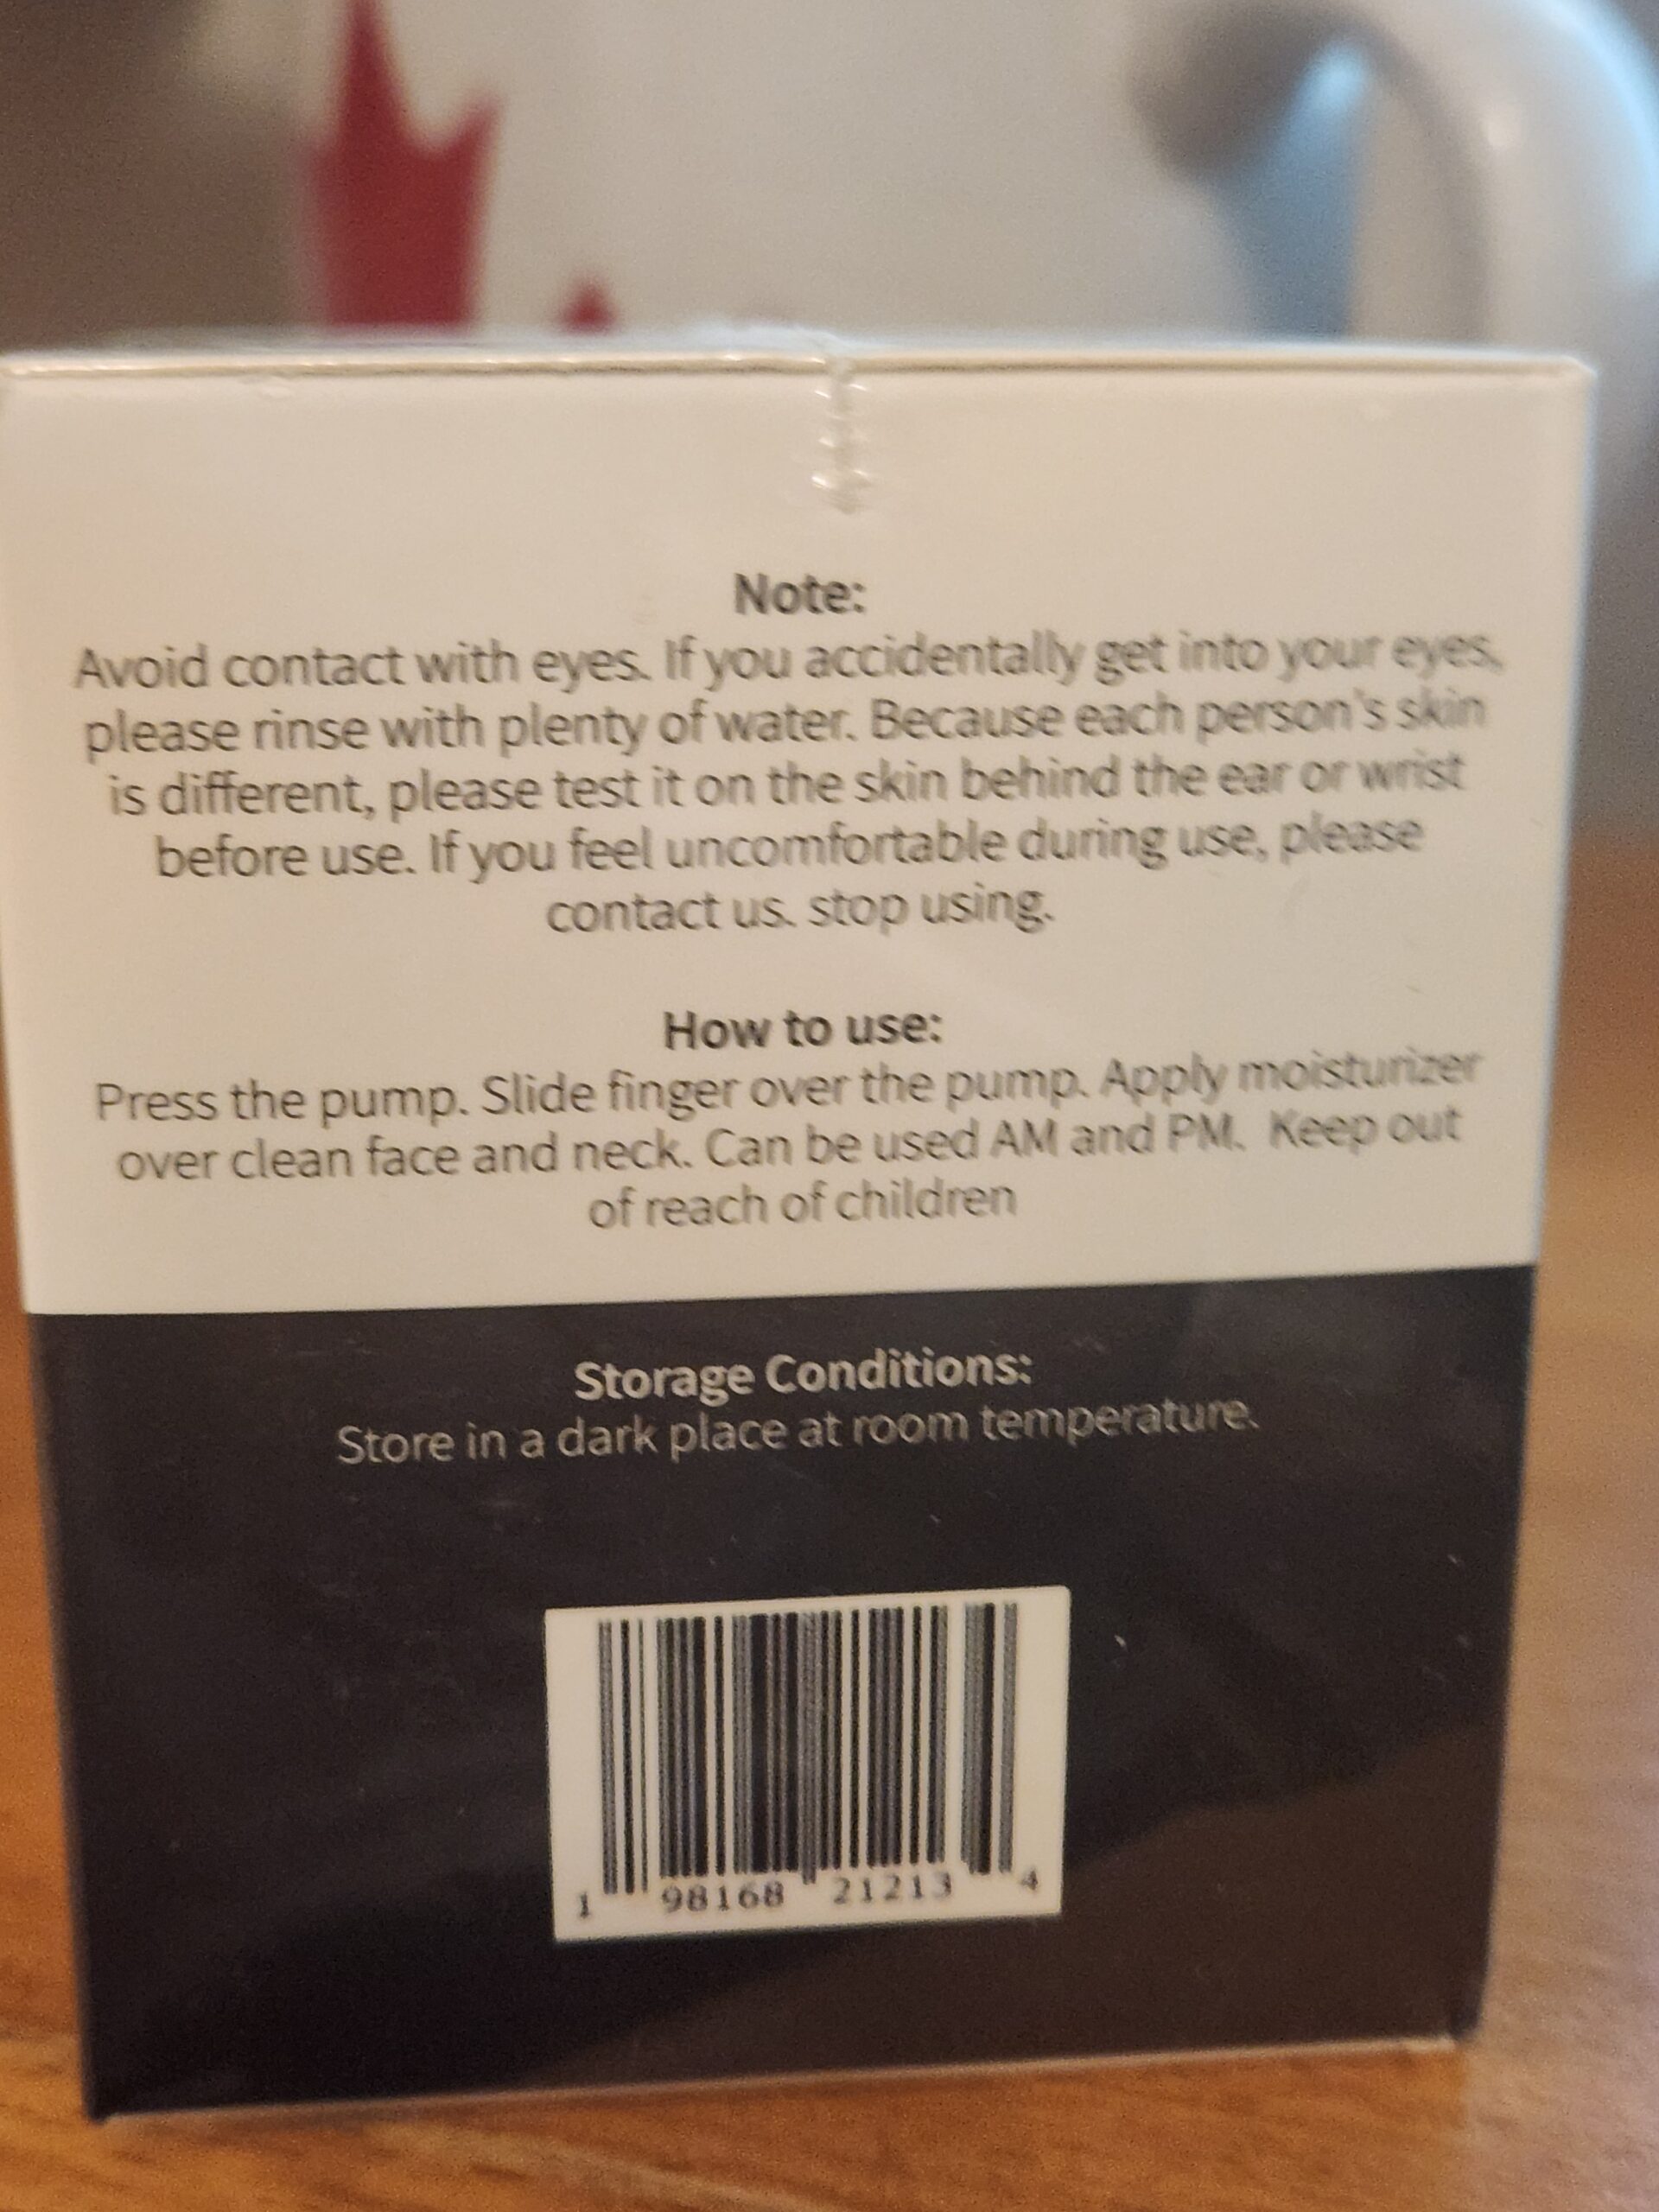 Note:
Avoid contact with eyes. If you accidentally get into your eyes,
please rinse with plenty of water. Because each person's skin
is different, please test it on the skin behind the ear or wrist
before use. If you feel uncomfortable during use, please
contact us. stop using.
How to use:
Press the pump. Slide finger over the pump. Apply moisturizer
over clean face and neck. Can be used AM and PM. Keep out
of reach of children
Storage Conditions:
Store in a dark place at room temperature.
1 98168 21213 4